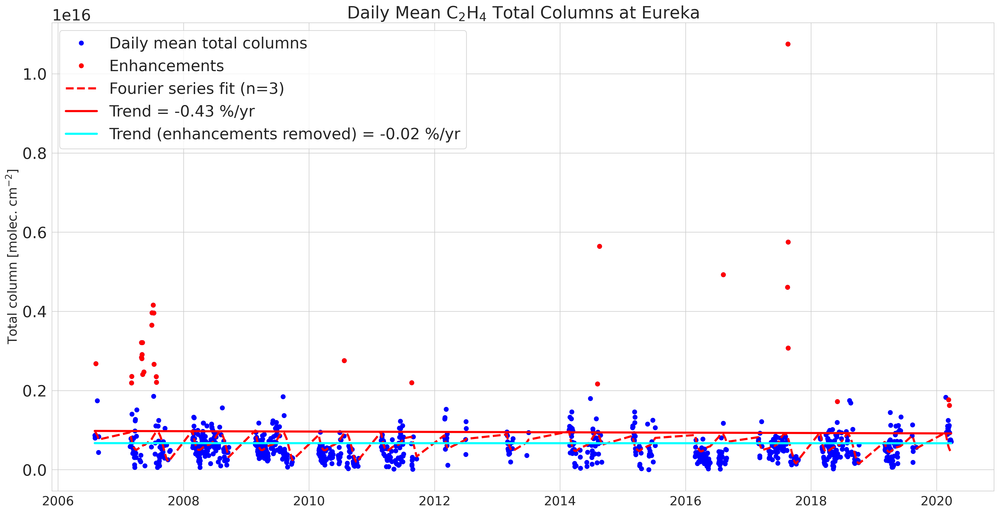 Daily Mean C₂H₄ Total Columns at Eureka
1e16
Daily mean total columns
Enhancements
Fourier series fit (n=3)
Trend = -0.43 %/yr
Trend (enhancements removed) = -0.02 %/yr
Total column [molec. cm⁻²]
1.0
0.8
0.6
0.4
0.2
0.0
2006 2008 2010 2012 2014 2016 2018 2020